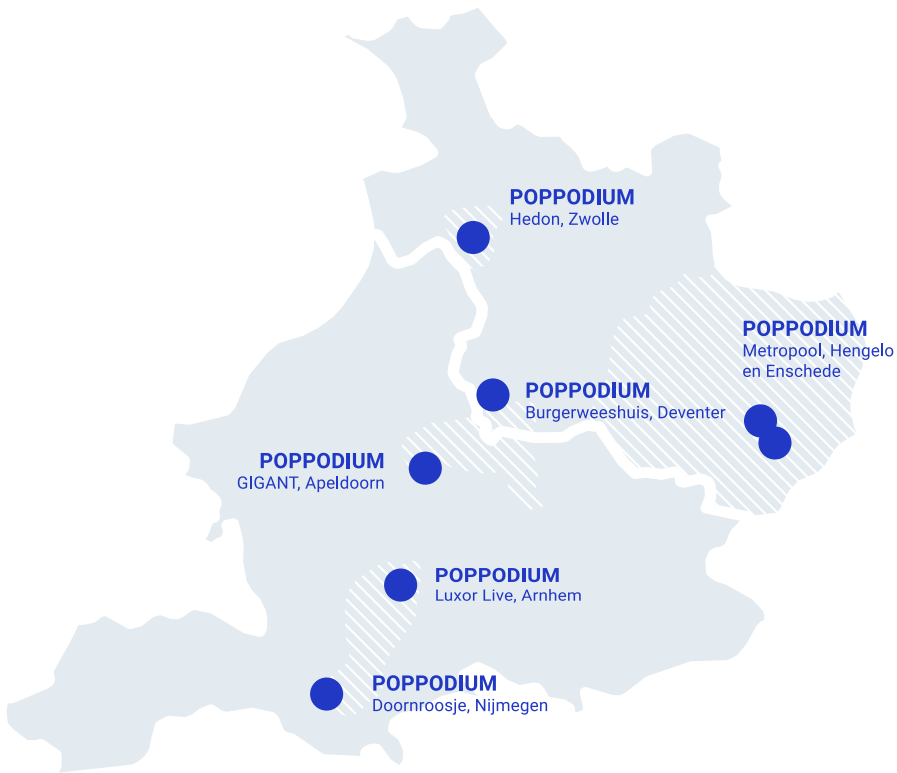 POPPODIUM
Hedon, Zwolle
POPPODIUM
Metropool, Hengelo
en Enschede
POPPODIUM
Burgerweeshuis, Deventer
POPPODIUM
GIGANT, Apeldoorn
POPPODIUM
Luxor Live, Arnhem
POPPODIUM
Doornroosje, Nijmegen